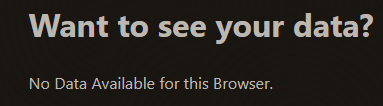 Want to see your data?
No Data Available for this Browser.